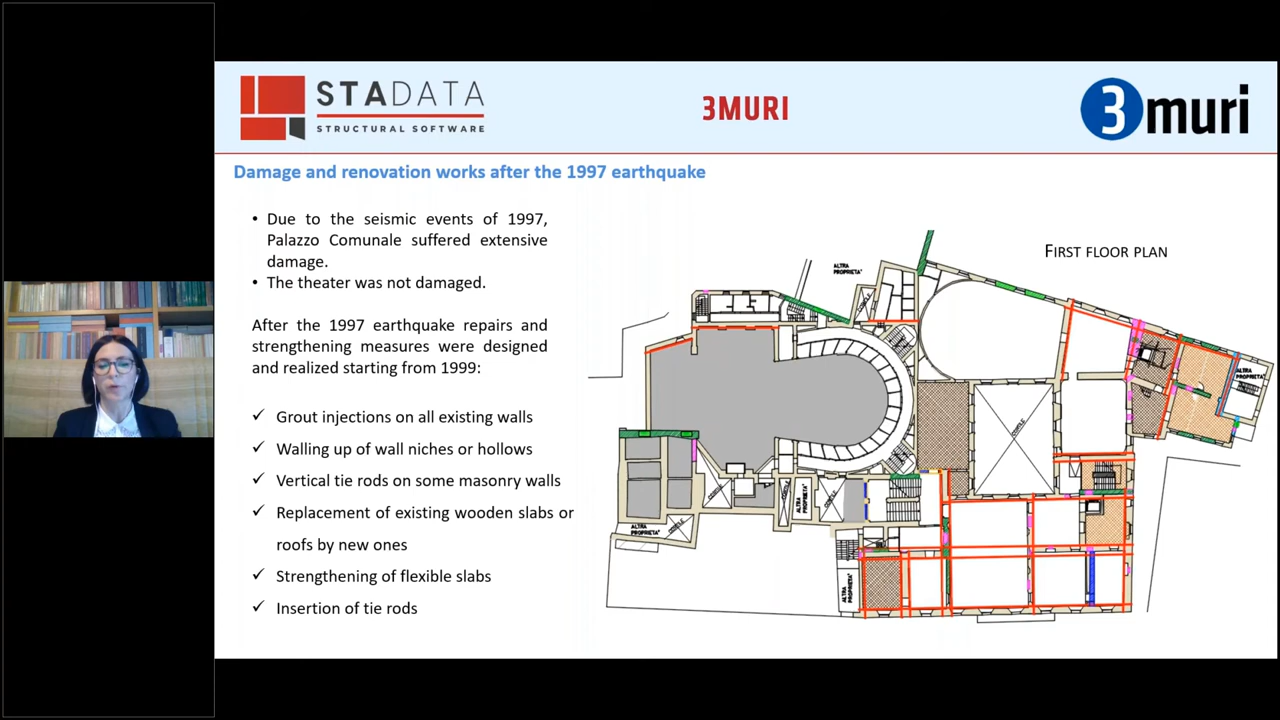 STADATA
STRUCTURAL SOFTWARE
3MURI
3muri
Damage and renovation works after the 1997 earthquake
• Due to the seismic events of 1997,
Palazzo Comunale suffered extensive
damage.
• The theater was not damaged.
After the 1997 earthquake repairs and
strengthening measures were designed
and realized starting from 1999:
✓ Grout injections on all existing walls
✓ Walling up of wall niches or hollows
✓ Vertical tie rods on some masonry walls
✓ Replacement of existing wooden slabs or
roofs by new ones
✓ Strengthening of flexible slabs
✓ Insertion of tie rods
FIRST FLOOR PLAN
ALTRA
PROPRIETA'
ALTRA
PROPRIETA'
CORTILE
CORTILE
CORTILE
ALTRA
PROPRIETA'
ALTRA
PROPRIETA'
CORTILE
ALTRA
PROPRIETA'